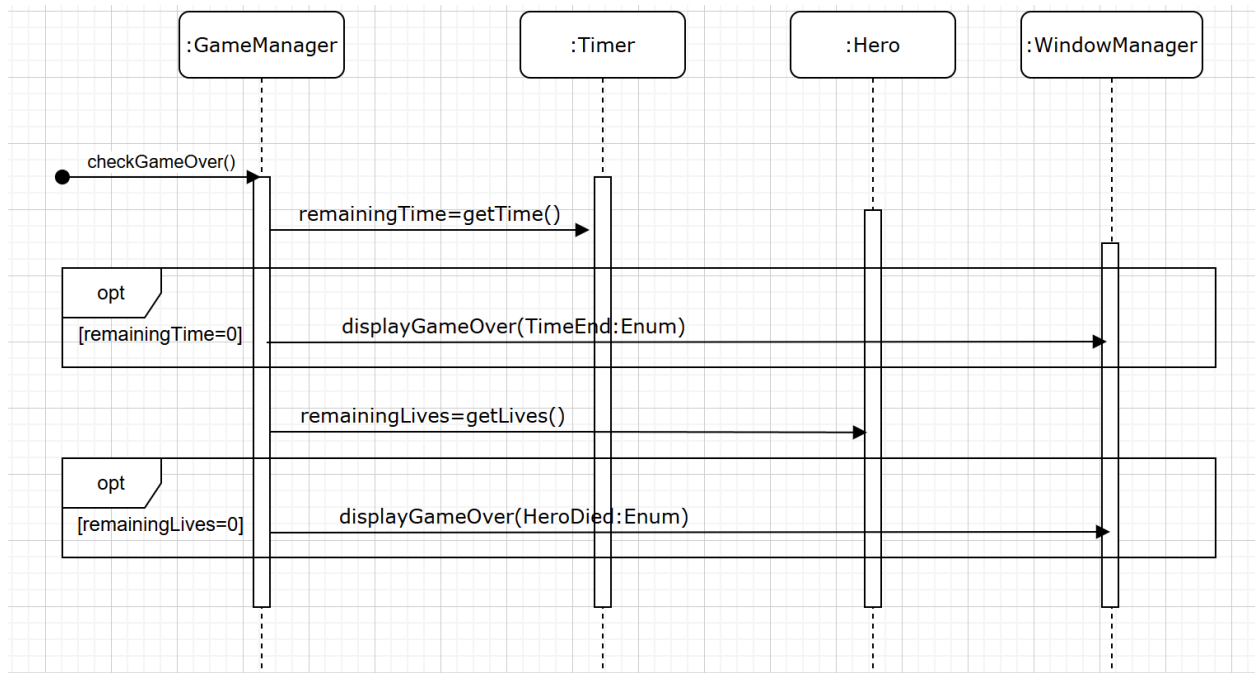 :GameManager
:Timer
:Hero
:WindowManager
checkGameOver()
remainingTime=getTime()
opt
[remainingTime=0]
displayGameOver(TimeEnd:Enum)
remainingLives=getLives()
opt
[remainingLives=0]
displayGameOver(HeroDied:Enum)